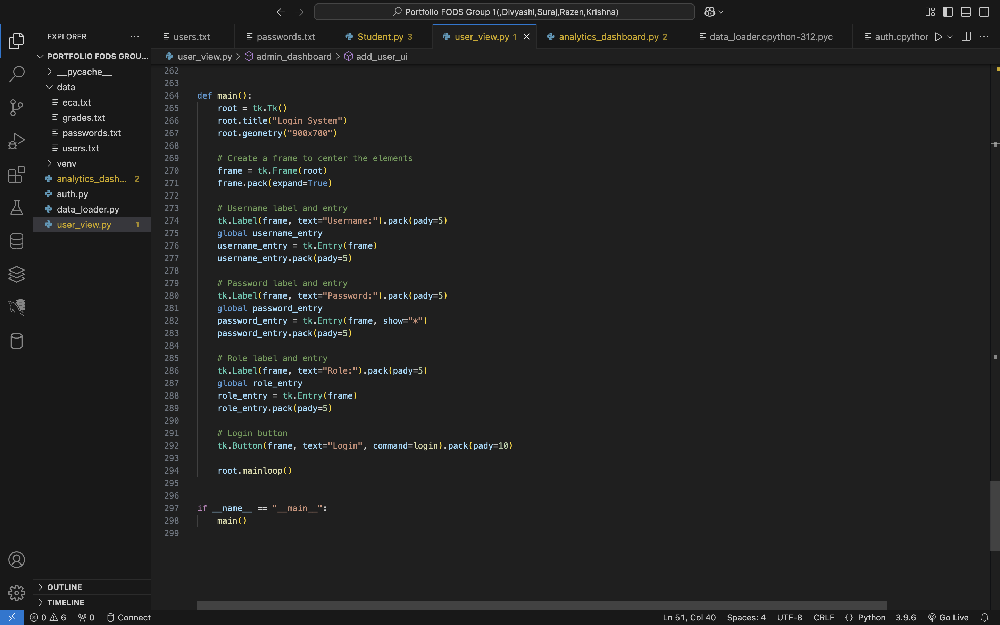 Portfolio FODS Group 1(,Divyashi,Suraj,Razen,Krishna)
EXPLORER
PORTFOLIO FODS GROU...
__pycache__
data
eca.txt
grades.txt
passwords.txt
users.txt
venv
analytics_dash... 2
auth.py
data_loader.py
user_view.py 1
OUTLINE
TIMELINE
users.txt
passwords.txt
Student.py 3
user_view.py 1
analytics_dashboard.py 2
data_loader.cpython-312.pyc
auth.cpythor
user_view.py > admin_dashboard > add_user_ui
262
263
264 def main():
265     root = tk.Tk()
266     root.title("Login System")
267     root.geometry("900x700")
268
269     # Create a frame to center the elements
270     frame = tk.Frame(root)
271     frame.pack(expand=True)
272
273     # Username label and entry
274     tk.Label(frame, text="Username:").pack(pady=5)
275     global username_entry
276     username_entry = tk.Entry(frame)
277     username_entry.pack(pady=5)
278
279     # Password label and entry
280     tk.Label(frame, text="Password:").pack(pady=5)
281     global password_entry
282     password_entry = tk.Entry(frame, show="*")
283     password_entry.pack(pady=5)
284
285     # Role label and entry
286     tk.Label(frame, text="Role:").pack(pady=5)
287     global role_entry
288     role_entry = tk.Entry(frame)
289     role_entry.pack(pady=5)
290
291     # Login button
292     tk.Button(frame, text="Login", command=login).pack(pady=10)
293
294     root.mainloop()
295
296
297 if __name__ == "__main__":
298     main()
299
0 6 0 Connect
Ln 51, Col 40 Spaces: 4 UTF-8 CRLF {} Python 3.9.6 Go Live